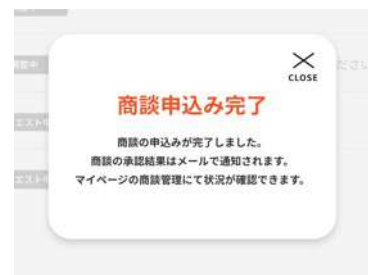 CLOSE
商談申込み完了
商談の申込みが完了しました。
商談の承認結果はメールで通知されます。
マイページの商談管理にて状況が確認できます。
ださい